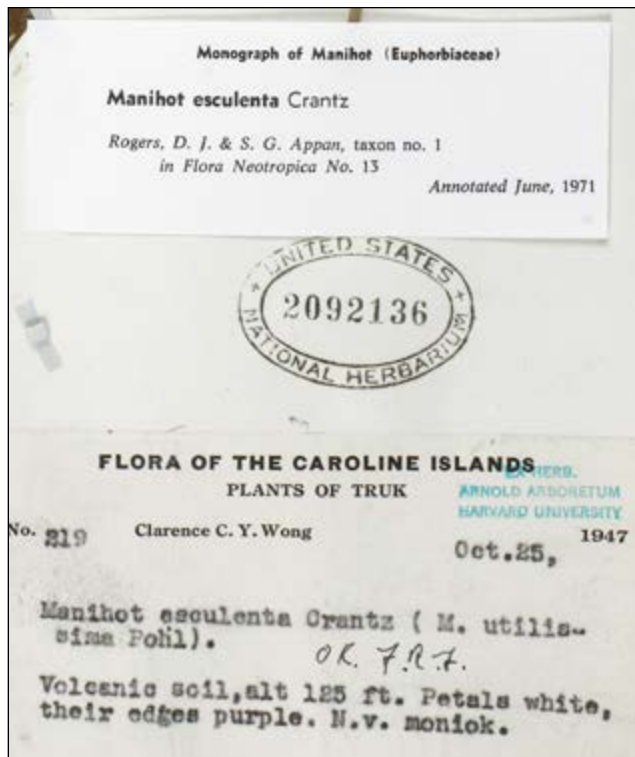 Monograph of Manihot (Euphorbiaceae)
Manihot esculenta Crantz
Rogers, D. J. & S. G. Appan, taxon no. 1
in Flora Neotropica No. 13
Annotated June, 1971
UNITED STATES
2092136
NATIONAL HERBARIUM
FLORA OF THE CAROLINE ISLANDS
PLANTS OF TRUK
EX HERB.
ARNOLD ARBORETUM
HARVARD UNIVERSITY
No. 219 Clarence C. Y. Wong Oct.25, 1947
Manihot esculenta Crantz ( M. utilis-
sima Pohl).
OK. F.R.F.
Volcanic soil,alt 125 ft. Petals white,
their edges purple. N.v. moniok.